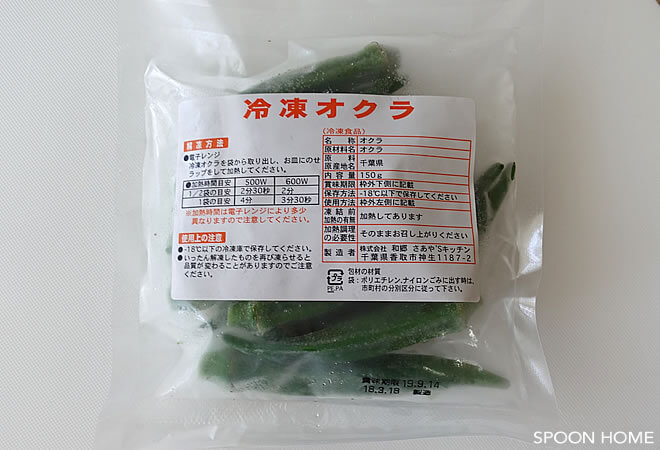 冷凍オクラ
解凍方法
●電子レンジ
冷凍オクラを袋から取り出し、お皿にのせ
ラップをして加熱してください。
●加熱時間目安 500W 600W
1/2袋の目安 2分30秒 2分
1袋の目安 4分 3分30秒
※加熱時間は電子レンジにより多少
異なりますので注意してください。
使用上の注意
●-18℃以下の冷凍庫で保存してください。
●いったん解凍したものを再び凍らせると
品質が変わることがありますのでご注意
ください。
(冷凍食品)
名称 オクラ
原材料名 オクラ
原料原産地名 千葉県
内容量 150g
賞味期限 枠外下側に記載
保存方法 -18℃以下で保存してください
使用方法 枠外左側に記載
凍結前加熱の有無 加熱してあります
加熱調理の必要性 そのままお召し上がりください
製造者 株式会社 和郷 さあや'Sキッチン
千葉県香取市神生1187-2
プラ
PE,PA
包材の材質
袋:ポリエチレン,ナイロンごみに出す時は、
市町村の分別区分に従って下さい。
賞味期限 19.9.14
18.3.18 製造
SPOON HOME